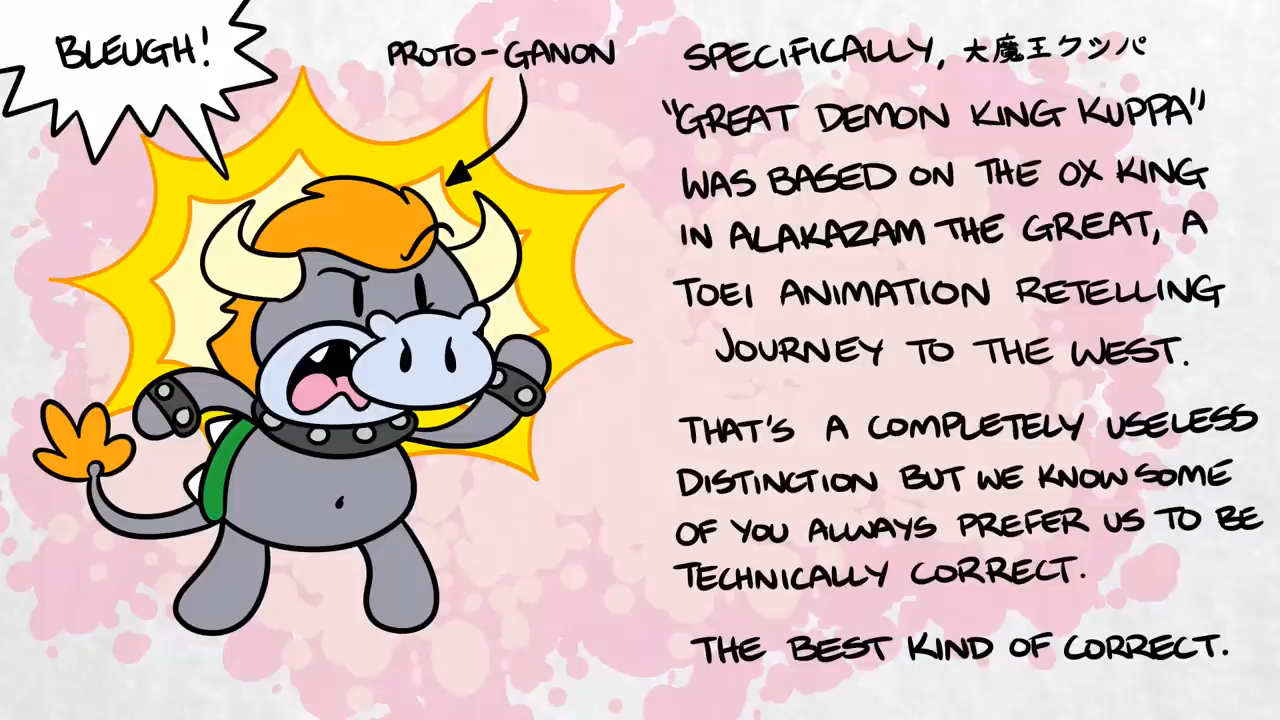 BLEUGH!
PROTO-GANON
SPECIFICALLY, 大魔王クッパ
"GREAT DEMON KING KUPPA"
WAS BASED ON THE OX KING
IN ALAKAZAM THE GREAT, A
TOEI ANIMATION RETELLING
JOURNEY TO THE WEST.
THAT'S A COMPLETELY USELESS
DISTINCTION BUT WE KNOW SOME
OF YOU ALWAYS PREFER US TO BE
TECHNICALLY CORRECT.
THE BEST KIND OF CORRECT.